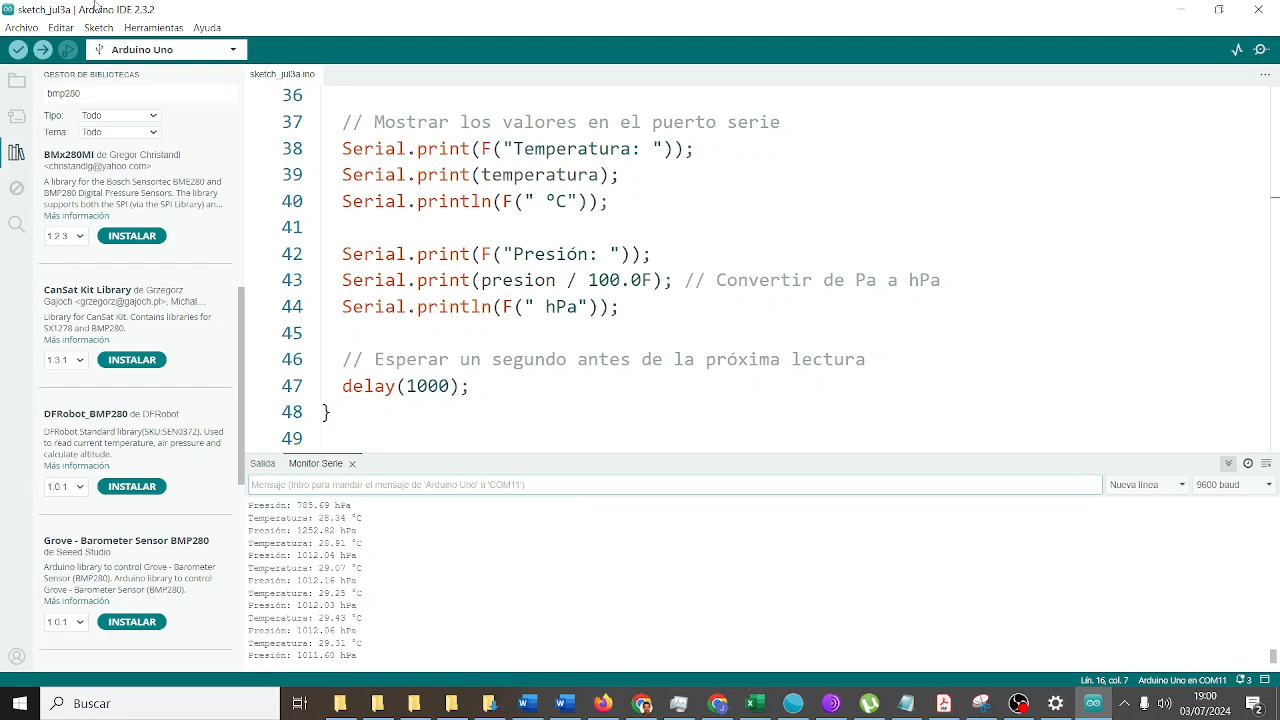 sketch_jul3a | Arduino IDE 2.3.2
Archivo Editar Sketch Herramientas Ayuda
Arduino Uno
GESTOR DE BIBLIOTECAS
bmp280
Tipo: Todo
Tema: Todo
BMx280MI de Gregor Christandl
<christandlg@yahoo.com>
A library for the Bosch Sensortec BME280 and
BMP280 Digital Pressure Sensors. The library
supports both the SPI (via the SPI Library) an...
Más información
1.2.3 INSTALAR
CanSat Kit Library de Grzegorz
Gajoch <grzegorz@gajoch.pl>, Michal...
Library for CanSat Kit. Contains libraries for
SX1278 and BMP280.
Más información
1.3.1 INSTALAR
DFRobot_BMP280 de DFRobot
DFRobot Standard library(SKU:SEN0372). Used
to read current temperature, air pressure and
calculate altitude.
Más información
1.0.1 INSTALAR
Grove - Barometer Sensor BMP280
de Seeed Studio
Arduino library to control Grove - Barometer
Sensor (BMP280). Arduino library to control
Grove - Barometer Sensor (BMP280).
Más información
1.0.1 INSTALAR
sketch_jul3a.ino
36
37 // Mostrar los valores en el puerto serie
38 Serial.print(F("Temperatura: "));
39 Serial.print(temperatura);
40 Serial.println(F(" ºC"));
41
42 Serial.print(F("Presión: "));
43 Serial.print(presion / 100.0F); // Convertir de Pa a hPa
44 Serial.println(F(" hPa"));
45
46 // Esperar un segundo antes de la próxima lectura
47 delay(1000);
48 }
49
Salida Monitor Serie
Mensaje (Intro para mandar el mensaje de 'Arduino Uno' a 'COM11')
Nueva línea 9600 baud
Presión: 785.69 hPa
Temperatura: 28.34 ºC
Presión: 1252.82 hPa
Temperatura: 28.91 ºC
Presión: 1012.04 hPa
Temperatura: 29.07 ºC
Presión: 1012.16 hPa
Temperatura: 29.25 ºC
Presión: 1012.03 hPa
Temperatura: 29.43 ºC
Presión: 1012.06 hPa
Temperatura: 29.31 ºC
Presión: 1011.60 hPa
Lín. 16, col. 7 Arduino Uno en COM11 3
Buscar
19:00
03/07/2024
2